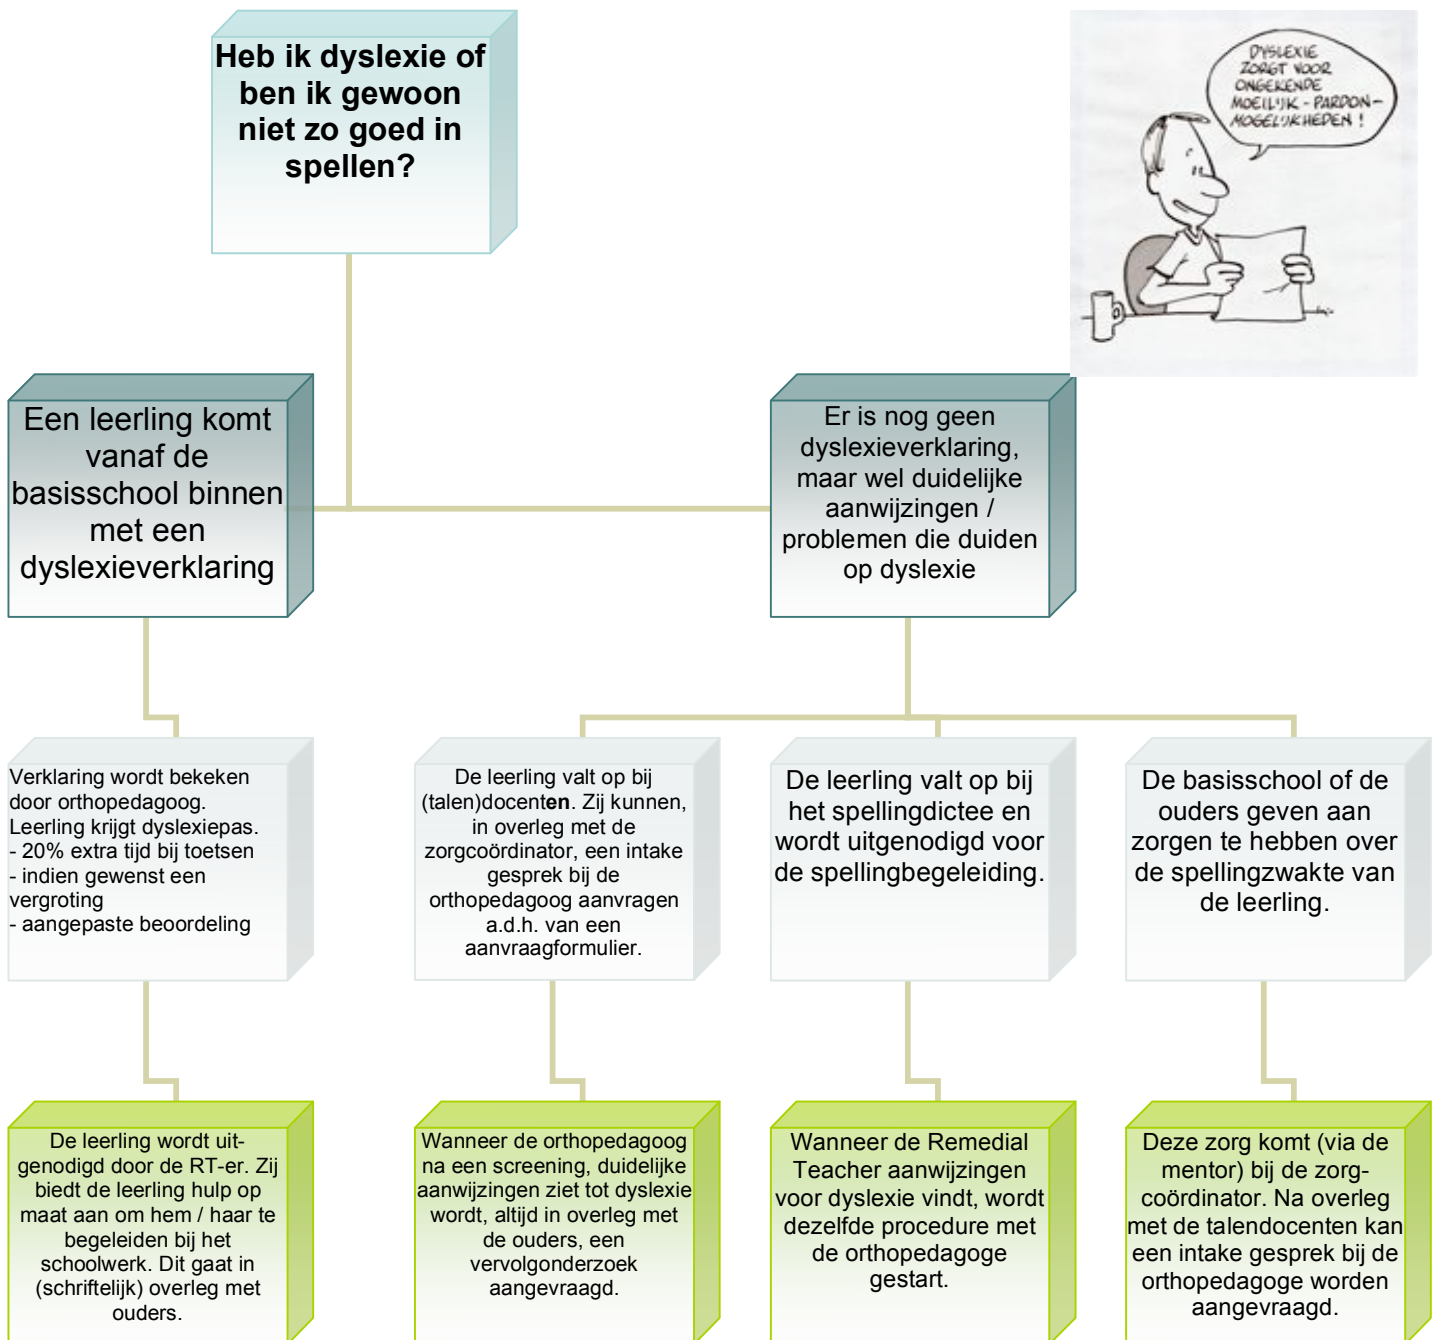 Heb ik dyslexie of
ben ik gewoon
niet zo goed in
spellen?
DYSLEXIE
ZORGT VOOR
ONGEKENDE
MOEILIJK - PARDON -
MOGELIJKHEDEN !
Een leerling komt
vanaf de
basisschool binnen
met een
dyslexieverklaring
Er is nog geen
dyslexieverklaring,
maar wel duidelijke
aanwijzingen /
problemen die duiden
op dyslexie
Verklaring wordt bekeken
door orthopedagoog.
Leerling krijgt dyslexiepas.
- 20% extra tijd bij toetsen
- indien gewenst een
vergroting
- aangepaste beoordeling
De leerling valt op bij
(talen)docenten. Zij kunnen,
in overleg met de
zorgcoördinator, een intake
gesprek bij de
orthopedagoog aanvragen
a.d.h. van een
aanvraagformulier.
De leerling valt op bij
het spellingdictee en
wordt uitgenodigd voor
de spellingbegeleiding.
De basisschool of de
ouders geven aan
zorgen te hebben over
de spellingzwakte van
de leerling.
De leerling wordt uit-
genodigd door de RT-er. Zij
biedt de leerling hulp op
maat aan om hem / haar te
begeleiden bij het
schoolwerk. Dit gaat in
(schriftelijk) overleg met
ouders.
Wanneer de orthopedagoog
na een screening, duidelijke
aanwijzingen ziet tot dyslexie
wordt, altijd in overleg met
de ouders, een
vervolgonderzoek
aangevraagd.
Wanneer de Remedial
Teacher aanwijzingen
voor dyslexie vindt, wordt
dezelfde procedure met
de orthopedagoge
gestart.
Deze zorg komt (via de
mentor) bij de zorg-
coördinator. Na overleg
met de talendocenten kan
een intake gesprek bij de
orthopedagoge worden
aangevraagd.